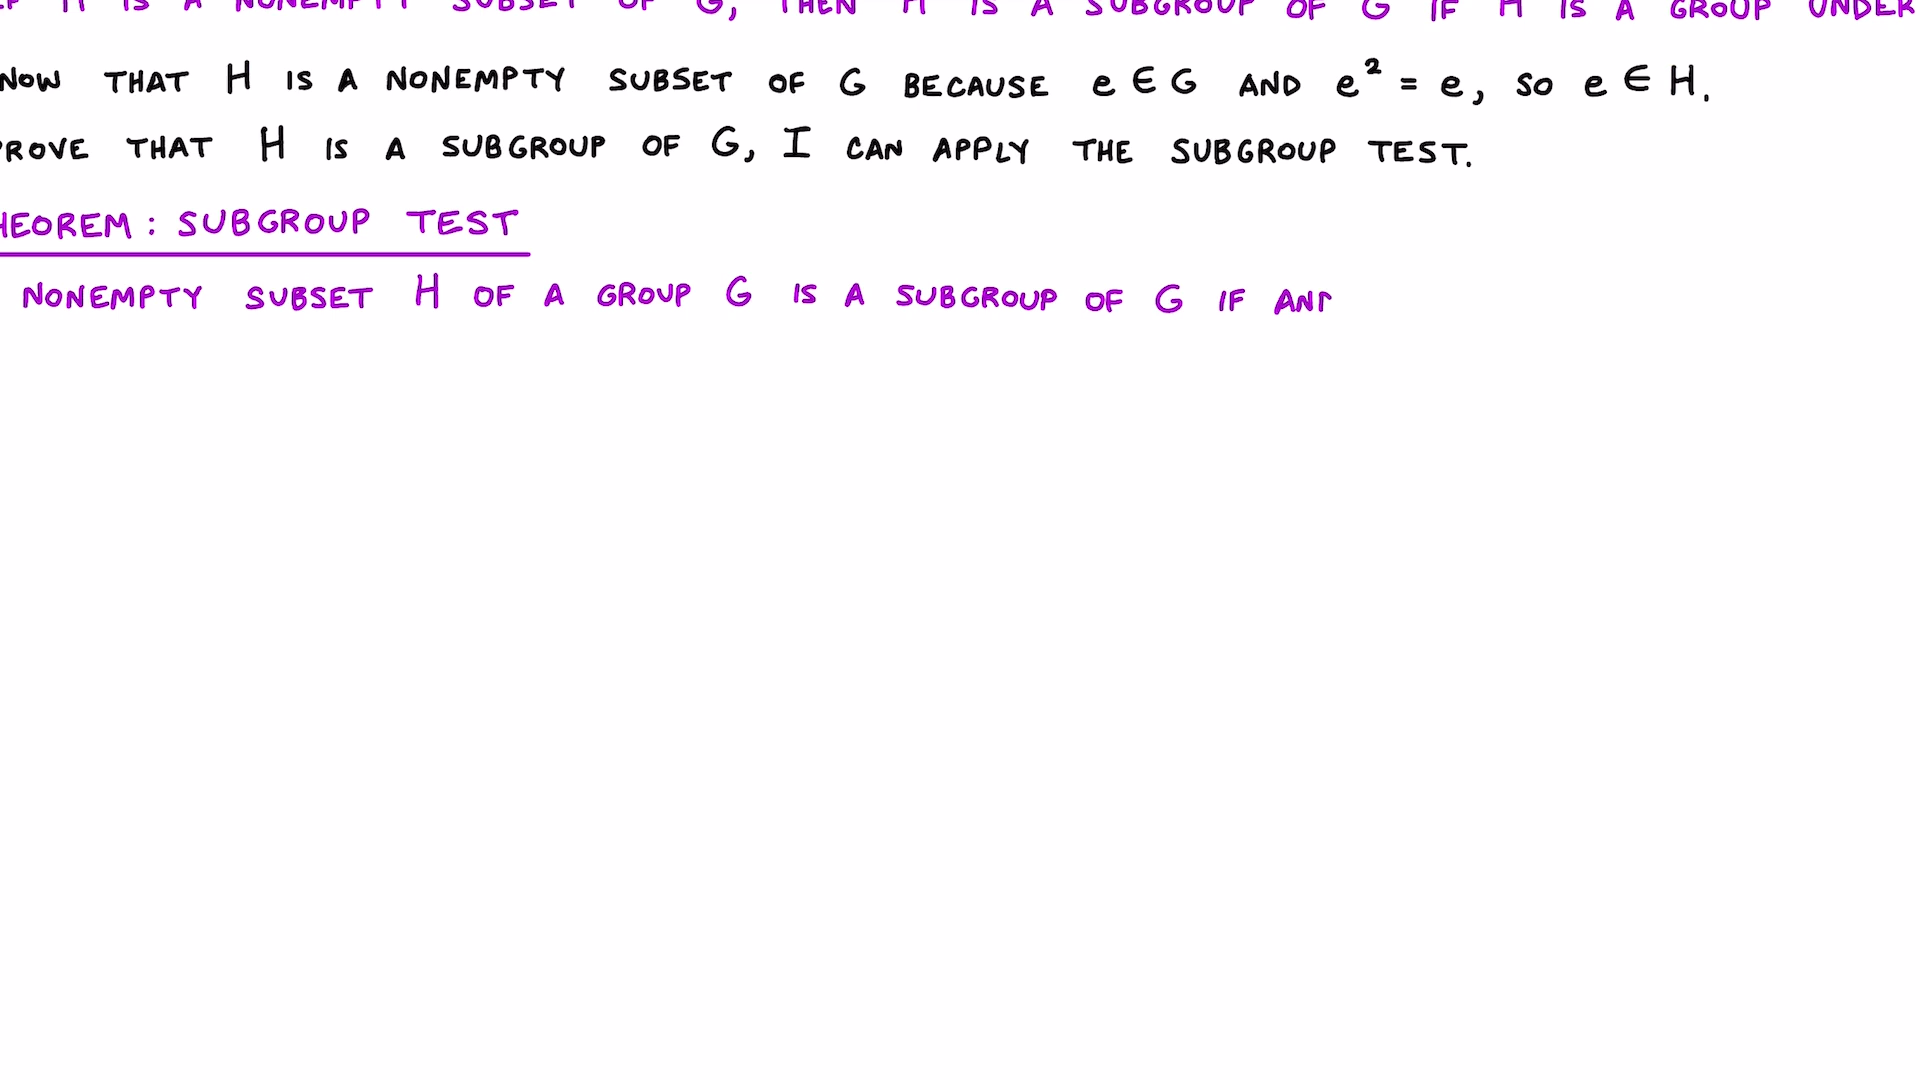 IF H IS A NONEMPTY SUBSET OF G, THEN H IS A SUBGROUP OF G IF H IS A GROUP UNDER
NOW THAT H IS A NONEMPTY SUBSET OF G BECAUSE e ∈ G AND e² = e, SO e ∈ H.
ROVE THAT H IS A SUBGROUP OF G, I CAN APPLY THE SUBGROUP TEST.
HEOREM: SUBGROUP TEST
NONEMPTY SUBSET H OF A GROUP G IS A SUBGROUP OF G IF